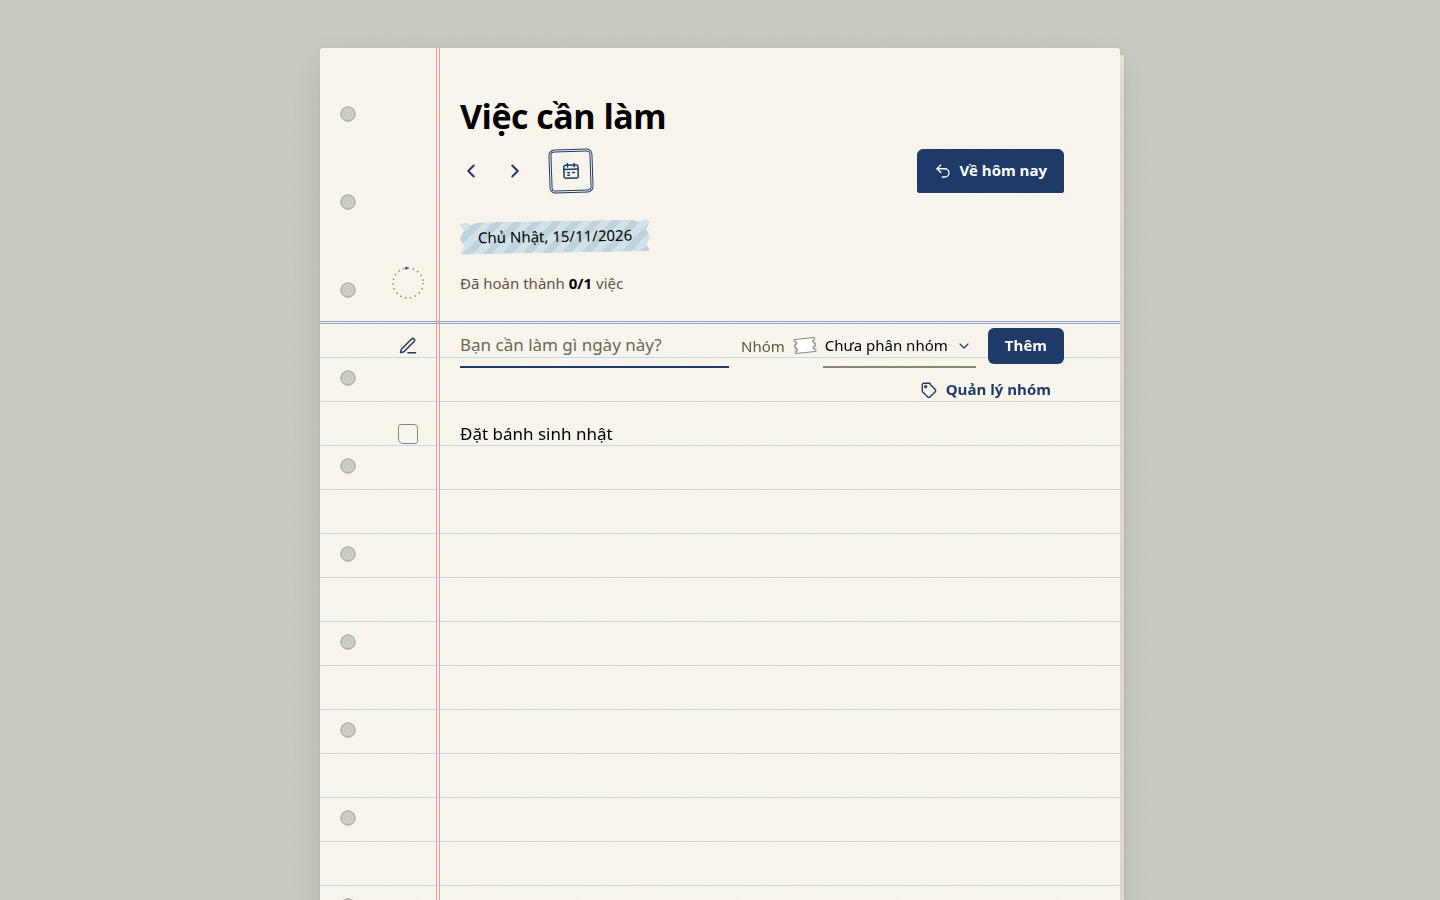 Việc cần làm
Về hôm nay
Chủ Nhật, 15/11/2026
Đã hoàn thành 0/1 việc
Bạn cần làm gì ngày này? Nhóm Chưa phân nhóm Thêm
Quản lý nhóm
Đặt bánh sinh nhật